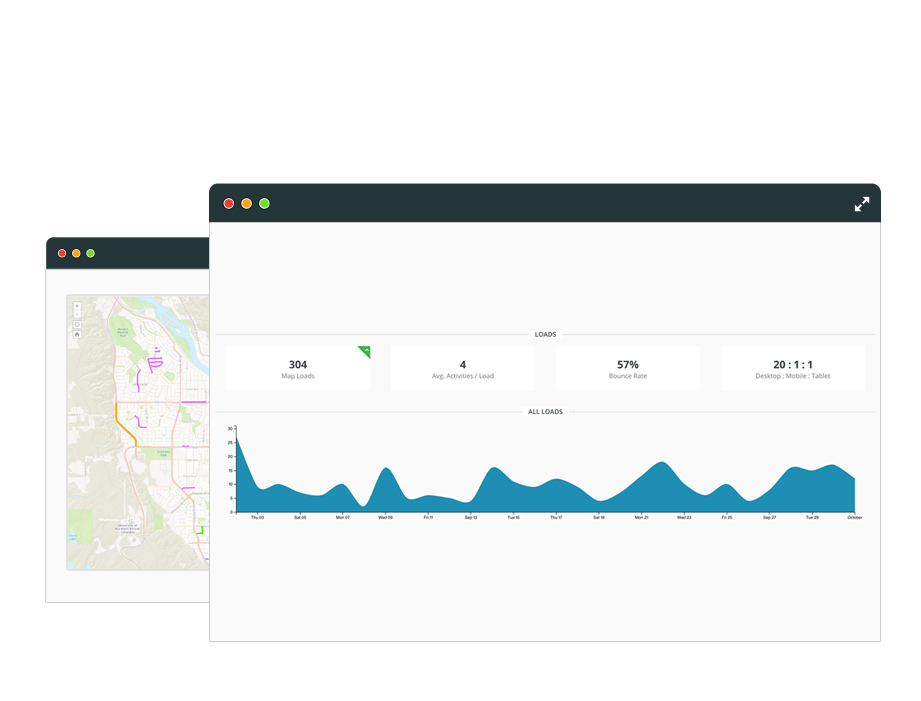 LOADS
304
Map Loads
4
Avg. Activities / Load
57%
Bounce Rate
20 : 1 : 1
Desktop : Mobile : Tablet
ALL LOADS
30
25
20
15
10
5
0
Thu 03 Sat 05 Mon 07 Wed 09 Fri 11 Sep 13 Tue 15 Thu 17 Sat 19 Mon 21 Wed 23 Fri 25 Sep 27 Tue 29 October